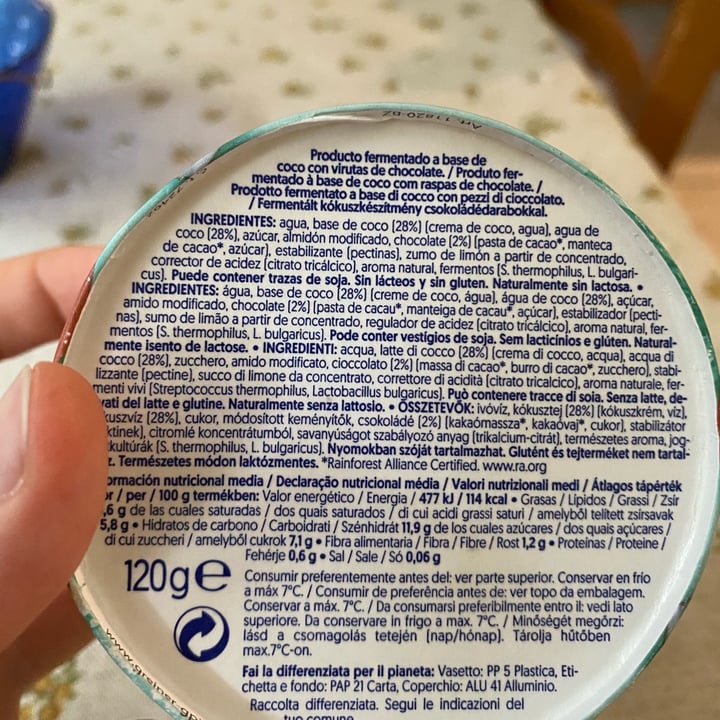 Art. 11820-DZ
Producto fermentado a base de
coco con virutas de chocolate. / Produto fer-
mentado à base de coco com raspas de chocolate. /
Prodotto fermentato a base di cocco con pezzi di cioccolato.
/ Fermentált kókuszkészítmény csokoládédarabokkal.
INGREDIENTES: agua, base de coco (28%) [crema de coco, agua], agua de
coco (28%), azúcar, almidón modificado, chocolate (2%) [pasta de cacao*, manteca
de cacao*, azúcar], estabilizante (pectinas), zumo de limón a partir de concentrado,
corrector de acidez (citrato tricálcico), aroma natural, fermentos (S. thermophilus, L. bulgari-
cus). Puede contener trazas de soja. Sin lácteos y sin gluten. Naturalmente sin lactosa. •
INGREDIENTES: água, base de coco (28%) [creme de coco, água], água de coco (28%), açúcar,
amido modificado, chocolate (2%) [pasta de cacau*, manteiga de cacau*, açúcar], estabilizador (pecti-
nas), sumo de limão a partir de concentrado, regulador de acidez (citrato tricálcico), aroma natural, fer-
mentos (S. thermophilus, L. bulgaricus). Pode conter vestígios de soja. Sem lacticínios e glúten. Natural-
mente isento de lactose. • INGREDIENTI: acqua, latte di cocco (28%) [crema di cocco, acqua], acqua di
cocco (28%), zucchero, amido modificato, cioccolato (2%) [massa di cacao*, burro di cacao*, zucchero], stabi-
lizzante (pectine), succo di limone da concentrato, correttore di acidità (citrato tricalcico), aroma naturale, fer-
menti vivi (Streptococcus thermophilus, Lactobacillus bulgaricus). Può contenere tracce di soia. Senza latte, de-
vati del latte e glutine. Naturalmente senza lattosio. • ÖSSZETEVŐK: ivóvíz, kókusztej (28%) [kókuszkrém, víz],
kuszvíz (28%), cukor, módosított keményítők, csokoládé (2%) [kakaómassza*, kakaóvaj*, cukor], stabilizátor
ktinek), citromlé koncentrátumból, savanyúságot szabályozó anyag (trikalcium-citrát), természetes aroma, jog-
kultúrák (S. thermophilus, L. bulgaricus). Nyomokban szóját tartalmazhat. Glutént és tejterméket nem tartal-
z. Természetes módon laktózmentes. *Rainforest Alliance Certified. www.ra.org
ormación nutricional media / Declaração nutricional média / Valori nutrizionali medi / Átlagos tápérték
or / per / 100 g termékben: Valor energético / Energia / 477 kJ / 114 kcal • Grasas / Lípidos / Grassi / Zsír
,6 g de las cuales saturadas / dos quais saturados / di cui acidi grassi saturi / amelyből telített zsírsavak
5,8 g • Hidratos de carbono / Carboidrati / Szénhidrát 11,9 g de los cuales azúcares / dos quais açúcares /
di cui zuccheri / amelyből cukrok 7,1 g • Fibra alimentaria / Fibra / Fibre / Rost 1,2 g • Proteínas / Proteine /
Fehérje 0,6 g • Sal / Sale / Só 0,06 g
120g e
Consumir preferentemente antes del: ver parte superior. Conservar en frío
a máx 7°C. / Consumir de preferência antes de: ver topo da embalagem.
Conservar a máx. 7°C. / Da consumarsi preferibilmente entro il: vedi lato
superiore. Da conservare in frigo a max. 7°C. / Minőségét megőrzi:
lásd a csomagolás tetején (nap/hónap). Tárolja hűtőben
max.7°C-on.
Fai la differenziata per il pianeta: Vasetto: PP 5 Plastica, Eti-
chetta e fondo: PAP 21 Carta, Coperchio: ALU 41 Alluminio.
Raccolta differenziata. Segui le indicazioni del
tuo comune.